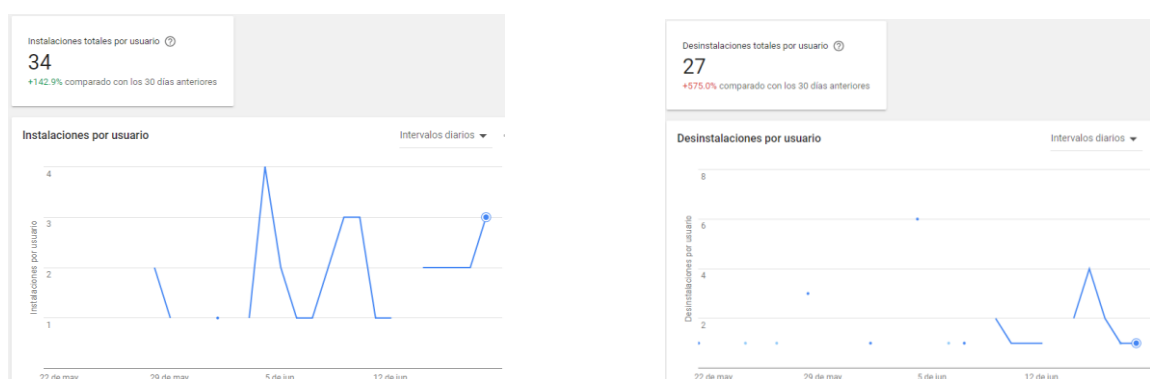 Instalaciones totales por usuario
34
+142.9% comparado con los 30 días anteriores
Instalaciones por usuario
Intervalos diarios
4
3
2
1
Instalaciones por usuario
22 de may.
29 de may.
5 de jun.
12 de jun.
Desinstalaciones totales por usuario
27
+575.0% comparado con los 30 días anteriores
Desinstalaciones por usuario
Intervalos diarios
8
6
4
2
Desinstalaciones por usuario
22 de may.
29 de may.
5 de jun.
12 de jun.